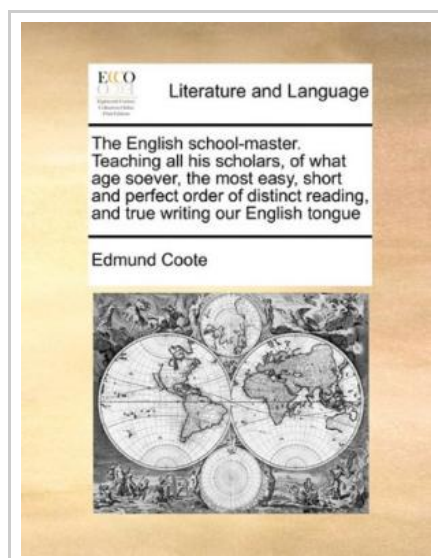 ECCO
Literature and Language
The English school-master.
Teaching all his scholars, of what
age soever, the most easy, short
and perfect order of distinct reading,
and true writing our English tongue
Edmund Coote